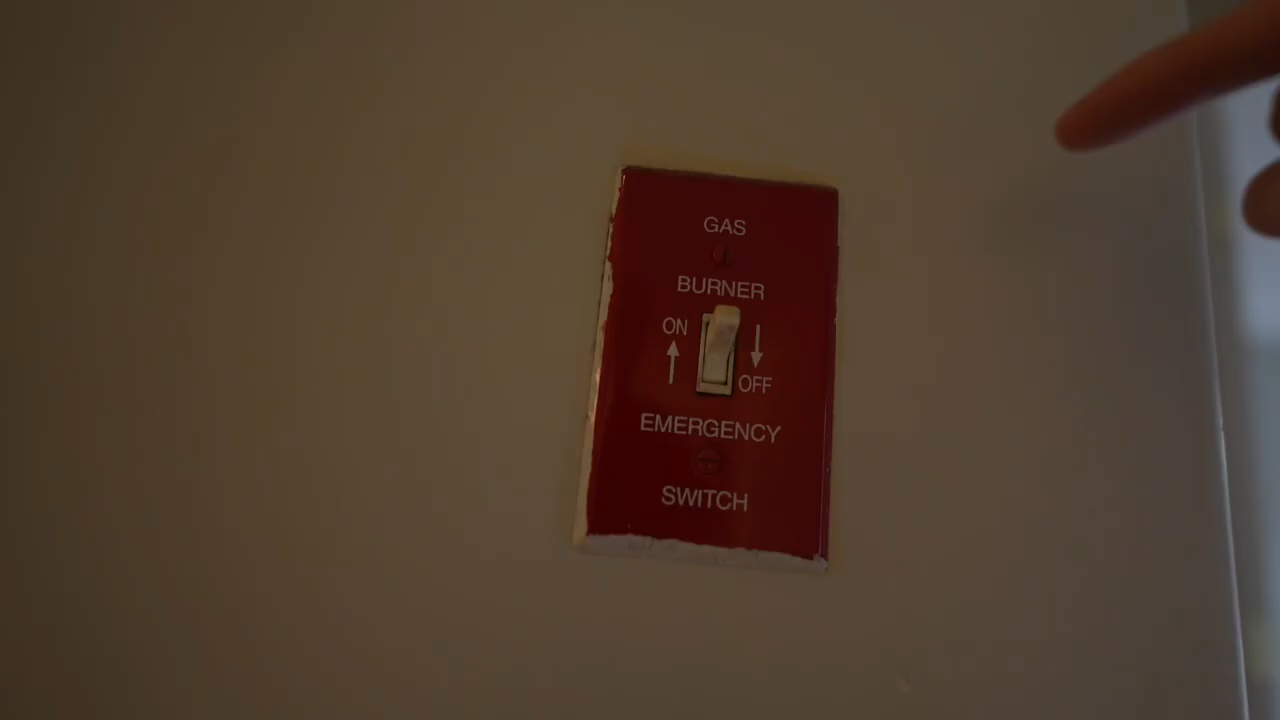 GAS
BURNER
ON
OFF
EMERGENCY
SWITCH